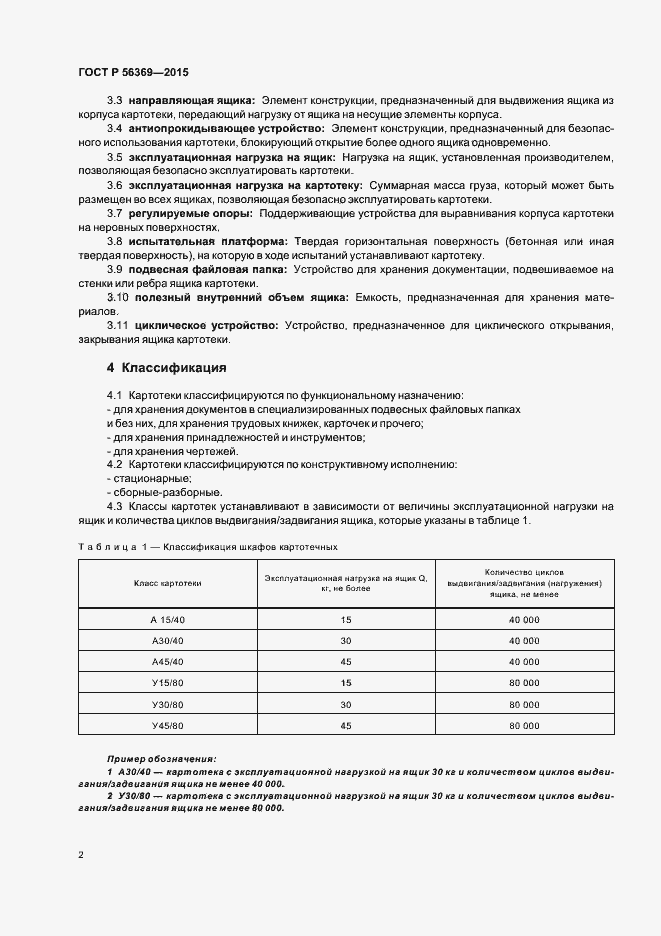 ГОСТ Р 56369—2015
3.3 направляющая ящика: Элемент конструкции, предназначенный для выдвижения ящика из
корпуса картотеки, передающий нагрузку от ящика на несущие элементы корпуса.
3.4 антиопрокидывающее устройство: Элемент конструкции, предназначенный для безопас-
ного использования картотеки, блокирующий открытие более одного ящика одновременно.
3.5 эксплуатационная нагрузка на ящик: Нагрузка на ящик, установленная производителем,
позволяющая безопасно эксплуатировать картотеки.
3.6 эксплуатационная нагрузка на картотеку: Суммарная масса груза, который может быть
размещен во всех ящиках, позволяющая безопасно эксплуатировать картотеки.
3.7 регулируемые опоры: Поддерживающие устройства для выравнивания корпуса картотеки
на неровных поверхностях,
3.8 испытательная платформа: Твердая горизонтальная поверхность (бетонная или иная
твердая поверхность), на которую в ходе испытаний устанавливают картотеку.
3.9 подвесная файловая папка: Устройство для хранения документации, подвешиваемое на
стенки или ребра ящика картотеки.
3.10 полезный внутренний объем ящика: Емкость, предназначенная для хранения мате-
риалов.
3.11 циклическое устройство: Устройство, предназначенное для циклического открывания,
закрывания ящика картотеки.
4 Классификация
4.1 Картотеки классифицируются по функциональному назначению:
- для хранения документов в специализированных подвесных файловых папках
и без них, для хранения трудовых книжек, карточек и прочего;
- для хранения принадлежностей и инструментов;
- для хранения чертежей.
4.2 Картотеки классифицируются по конструктивному исполнению:
- стационарные;
- сборные-разборные.
4.3 Классы картотек устанавливают в зависимости от величины эксплуатационной нагрузки на
ящик и количества циклов выдвигания/задвигания ящика, которые указаны в таблице 1.
Таблица 1 — Классификация шкафов картотечных
Класс картотеки
Эксплуатационная нагрузка на ящик Q,
кг, не более
Количество циклов
выдвигания/задвигания (нагружения)
ящика, не менее
А 15/40 15 40 000
А30/40 30 40 000
А45/40 45 40 000
У15/80 15 80 000
У30/80 30 80 000
У45/80 45 80 000
Пример обозначения:
1 А30/40 — картотека с эксплуатационной нагрузкой на ящик 30 кг и количеством циклов выдви-
гания/задвигания ящика не менее 40 000.
2 У30/80 — картотека с эксплуатационной нагрузкой на ящик 30 кг и количеством циклов выдви-
гания/задвигания ящика не менее 80 000.
2